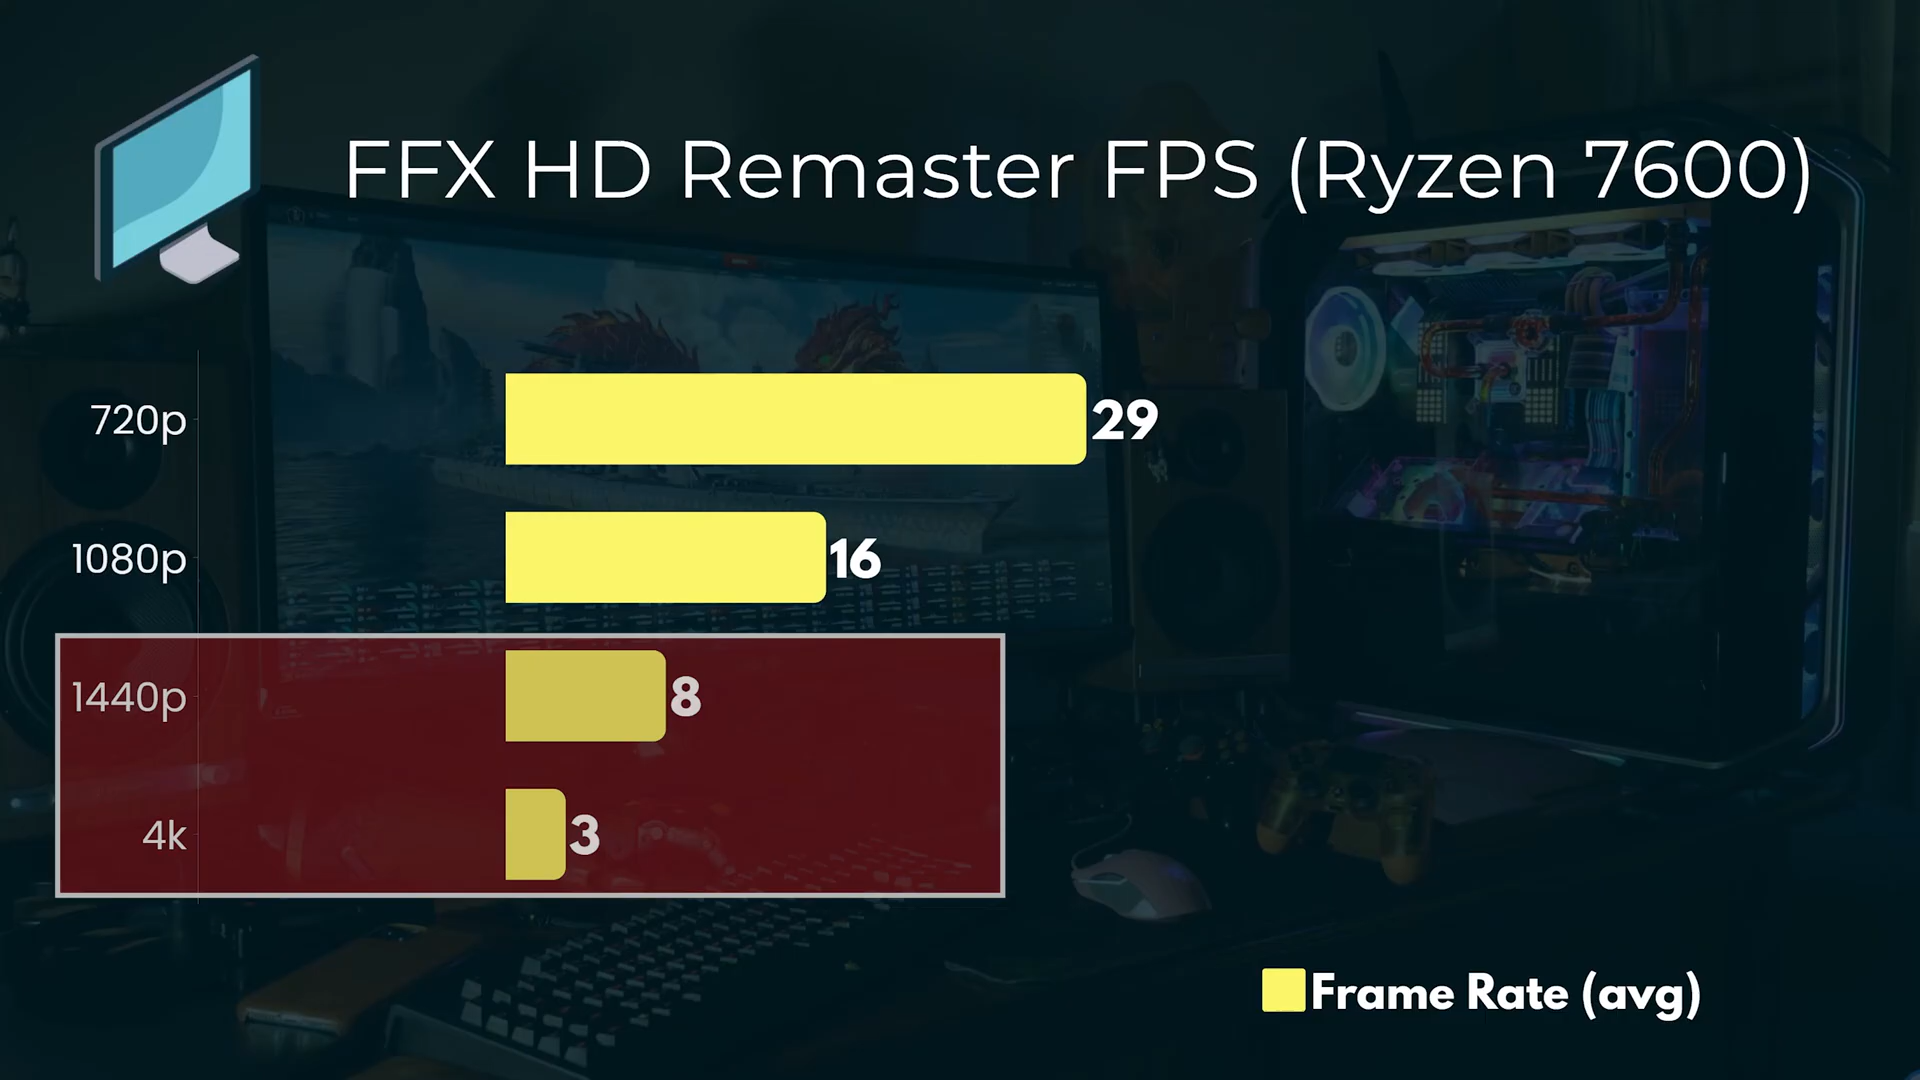 FFX HD Remaster FPS (Ryzen 7600)
720p 29
1080p 16
1440p 8
4k 3
Frame Rate (avg)